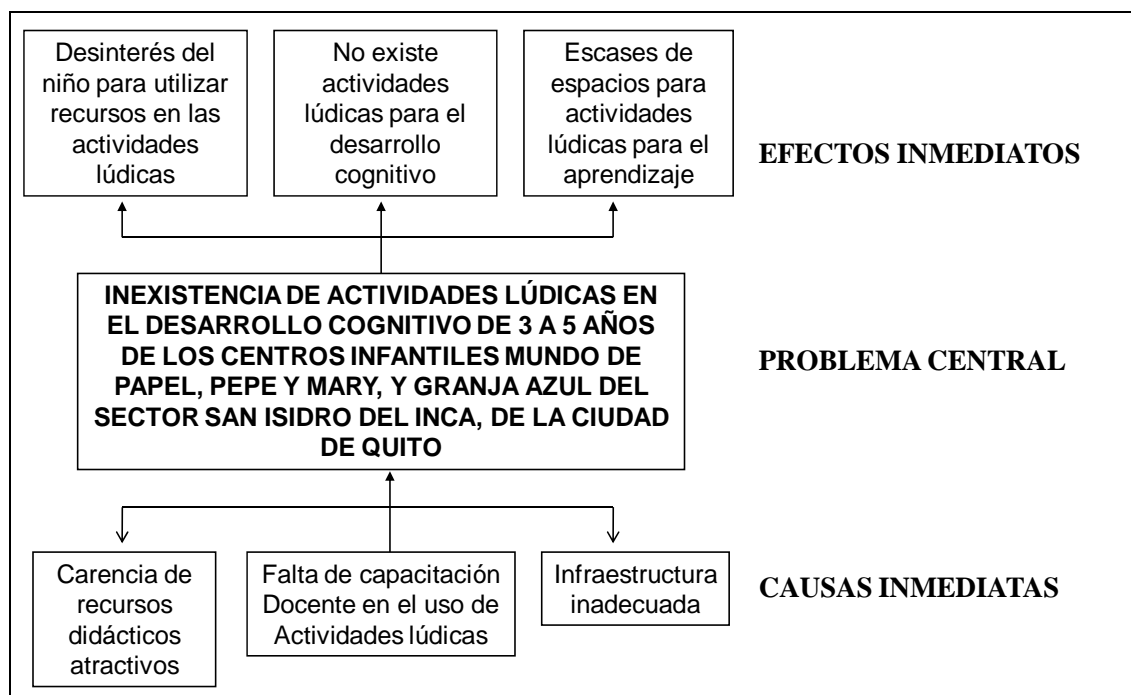 Desinterés del
niño para utilizar
recursos en las
actividades
lúdicas
No existe
actividades
lúdicas para el
desarrollo
cognitivo
Escases de
espacios para
actividades
lúdicas para el
aprendizaje
EFECTOS INMEDIATOS
INEXISTENCIA DE ACTIVIDADES LÚDICAS EN
EL DESARROLLO COGNITIVO DE 3 A 5 AÑOS
DE LOS CENTROS INFANTILES MUNDO DE
PAPEL, PEPE Y MARY, Y GRANJA AZUL DEL
SECTOR SAN ISIDRO DEL INCA, DE LA CIUDAD
DE QUITO
PROBLEMA CENTRAL
Carencia de
recursos
didácticos
atractivos
Falta de capacitación
Docente en el uso de
Actividades lúdicas
Infraestructura
inadecuada
CAUSAS INMEDIATAS